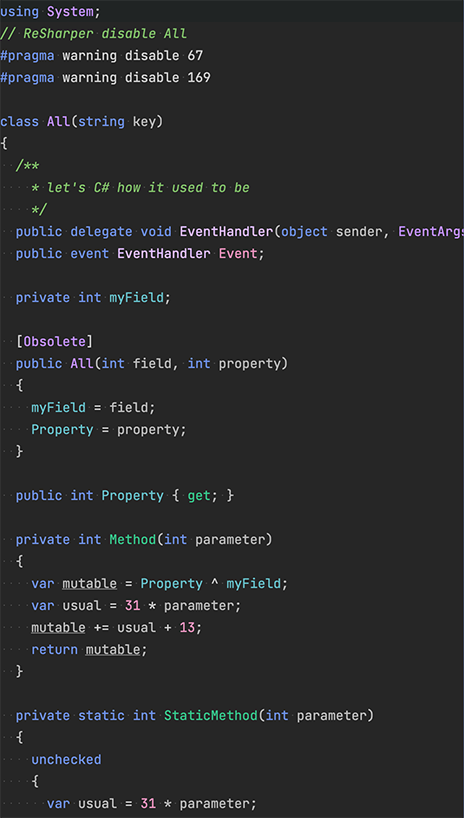 using System;
// ReSharper disable All
#pragma warning disable 67
#pragma warning disable 169
class All(string key)
{
/**
* let's C# how it used to be
*/
public delegate void EventHandler(object sender, EventArgs
public event EventHandler Event;
private int myField;
[Obsolete]
public All(int field, int property)
{
myField = field;
Property = property;
}
public int Property { get; }
private int Method(int parameter)
{
var mutable = Property ^ myField;
var usual = 31 * parameter;
mutable += usual + 13;
return mutable;
}
private static int StaticMethod(int parameter)
{
unchecked
{
var usual = 31 * parameter;